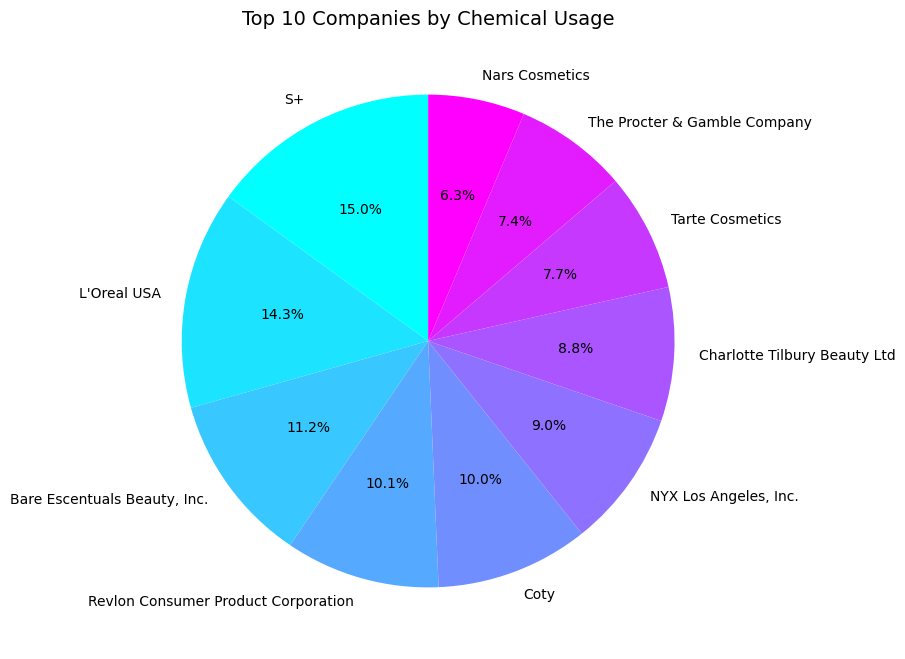 Top 10 Companies by Chemical Usage
Nars Cosmetics
6.3%
The Procter & Gamble Company
7.4%
Tarte Cosmetics
7.7%
Charlotte Tilbury Beauty Ltd
8.8%
NYX Los Angeles, Inc.
9.0%
Coty
10.0%
Revlon Consumer Product Corporation
10.1%
Bare Escentuals Beauty, Inc.
11.2%
L'Oreal USA
14.3%
S+
15.0%